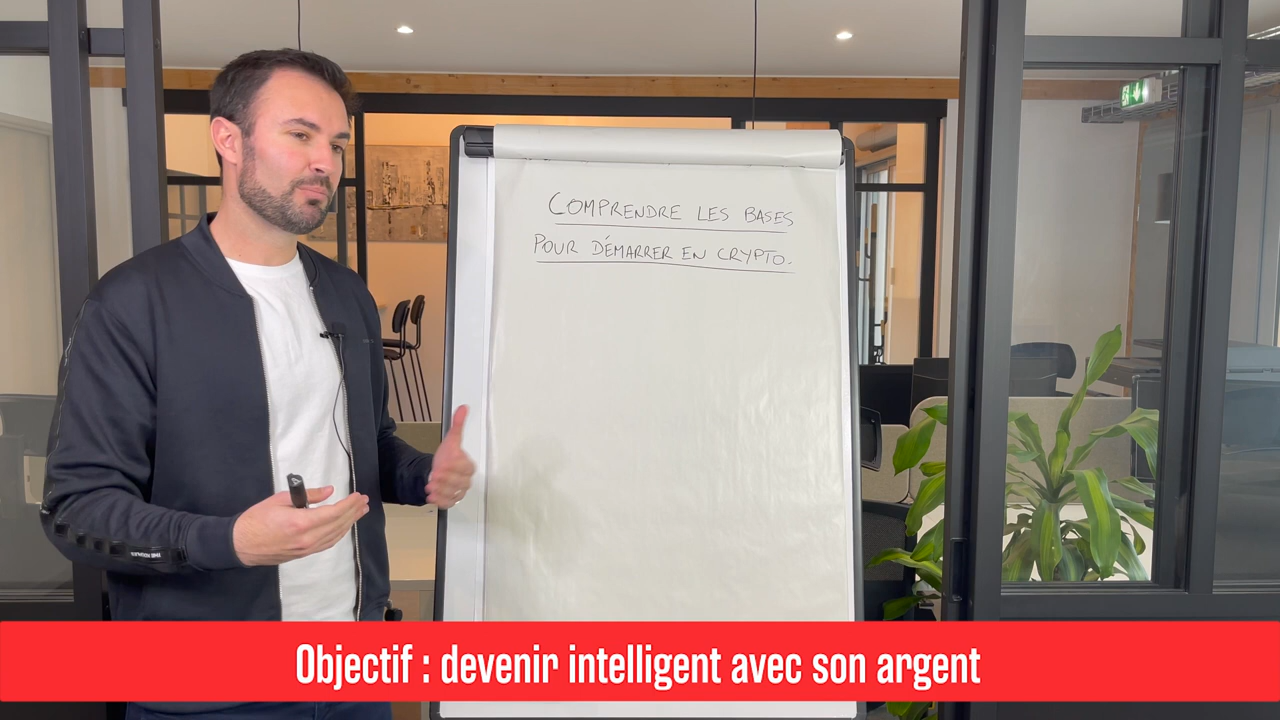 COMPRENDRE LES BASES
POUR DÉMARRER EN CRYPTO.
Objectif : devenir intelligent avec son argent